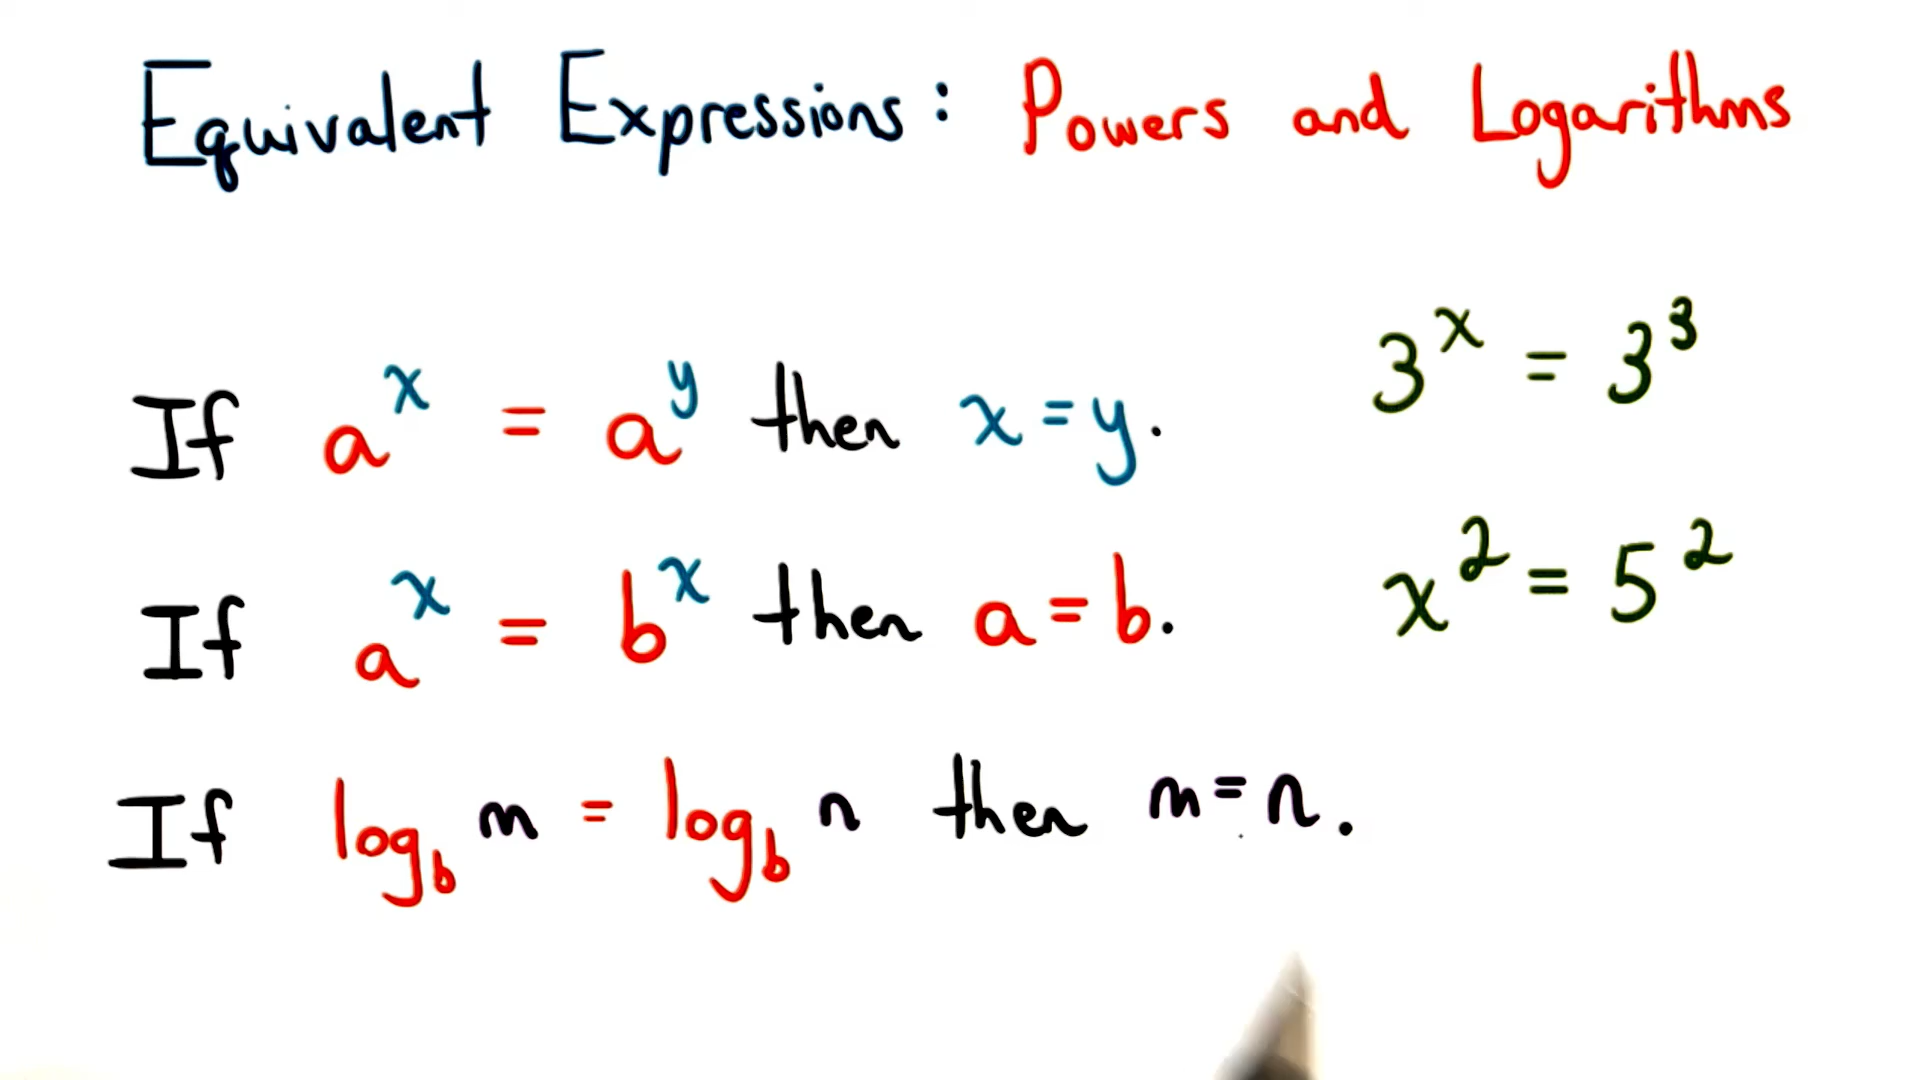 Equivalent Expressions: Powers and Logarithms
3^x = 3^3
If a^x = a^y then x = y.
x^2 = 5^2
If a^x = b^x then a = b.
If log_b m = log_b n then m = n.